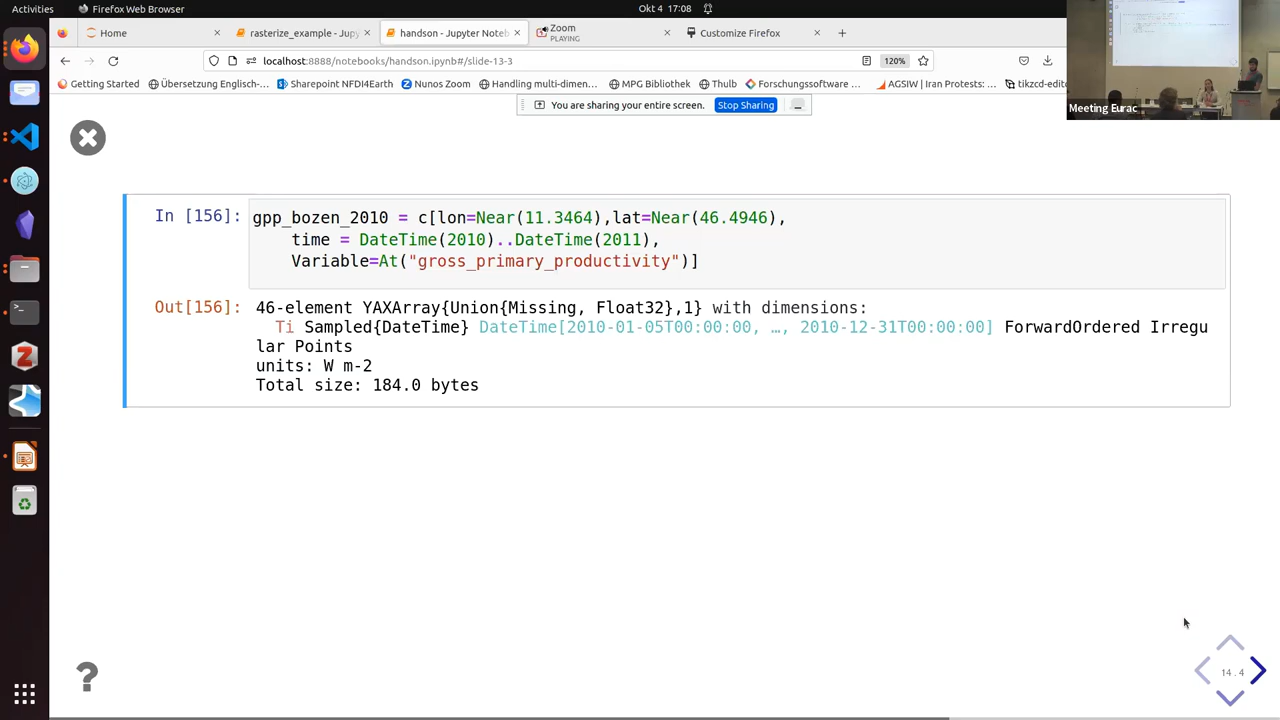 Activities
Firefox Web Browser
Okt 4 17:08
Home
rasterize_example - Jupy
handson - Jupyter Noteb
Zoom
PLAYING
Customize Firefox
localhost:8888/notebooks/handson.ipynb#/slide-13-3
120%
Getting Started
Übersetzung Englisch-…
Sharepoint NFDI4Earth
Nunos Zoom
Handling multi-dimen…
MPG Bibliothek
Thulb
Forschungssoftware …
AGSIW | Iran Protests: …
tikzcd-edito
You are sharing your entire screen.
Stop Sharing
Meeting Eurac
In [156]:
gpp_bozen_2010 = c[lon=Near(11.3464),lat=Near(46.4946),
time = DateTime(2010)..DateTime(2011),
Variable=At("gross_primary_productivity")]
Out[156]:
46-element YAXArray{Union{Missing, Float32},1} with dimensions:
Ti Sampled{DateTime} DateTime[2010-01-05T00:00:00, …, 2010-12-31T00:00:00] ForwardOrdered Irregu
lar Points
units: W m-2
Total size: 184.0 bytes
14.4